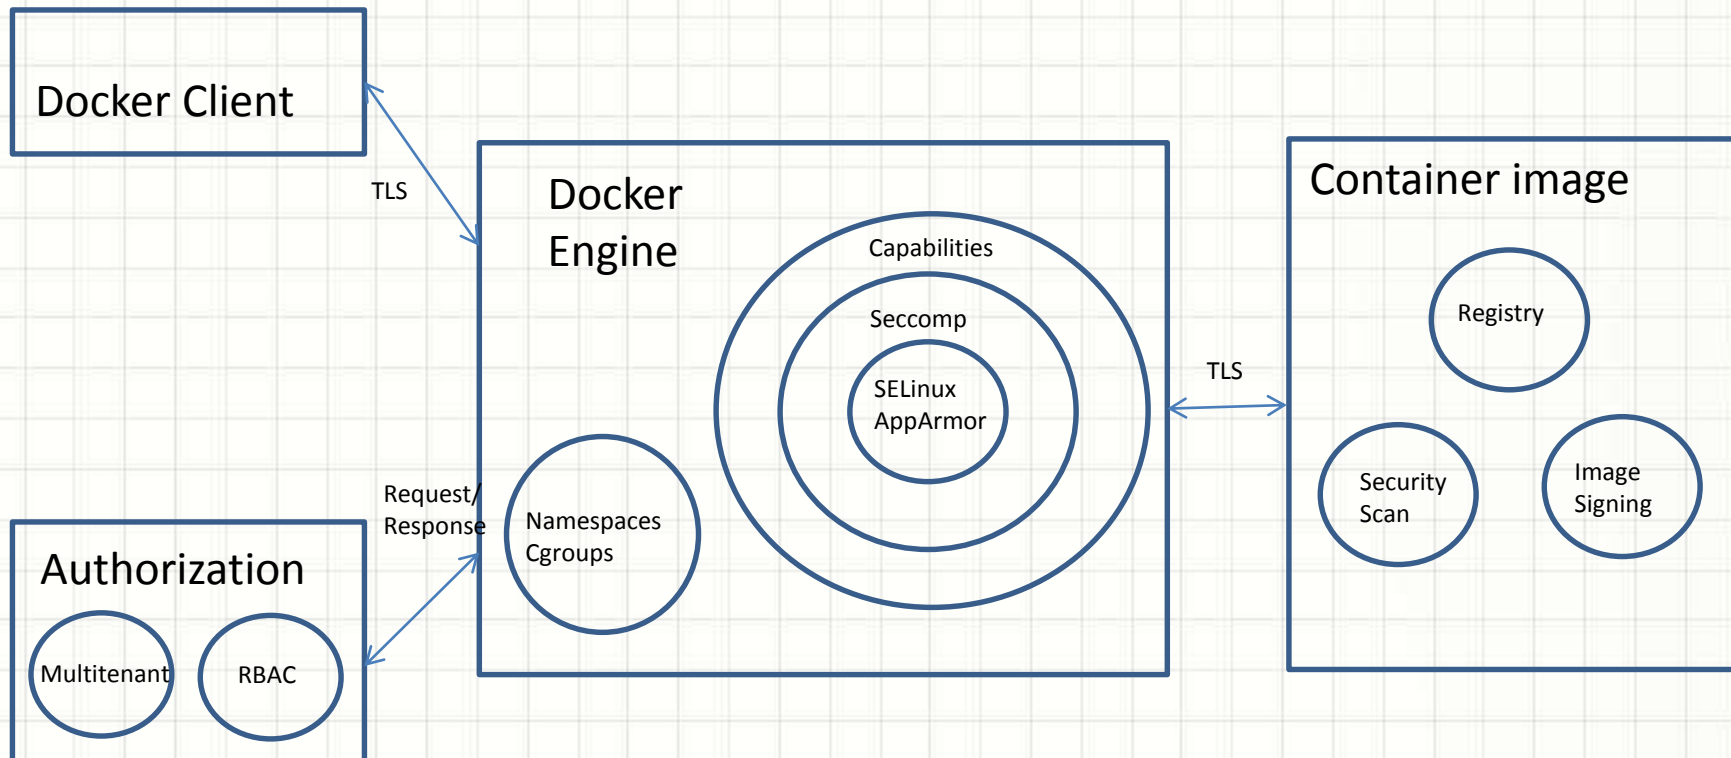 Docker Client
TLS
Docker
Engine
Capabilities
Seccomp
SELinux
AppArmor
Namespaces
Cgroups
Request/
Response
Authorization
Multitenant
RBAC
TLS
Container image
Registry
Security
Scan
Image
Signing